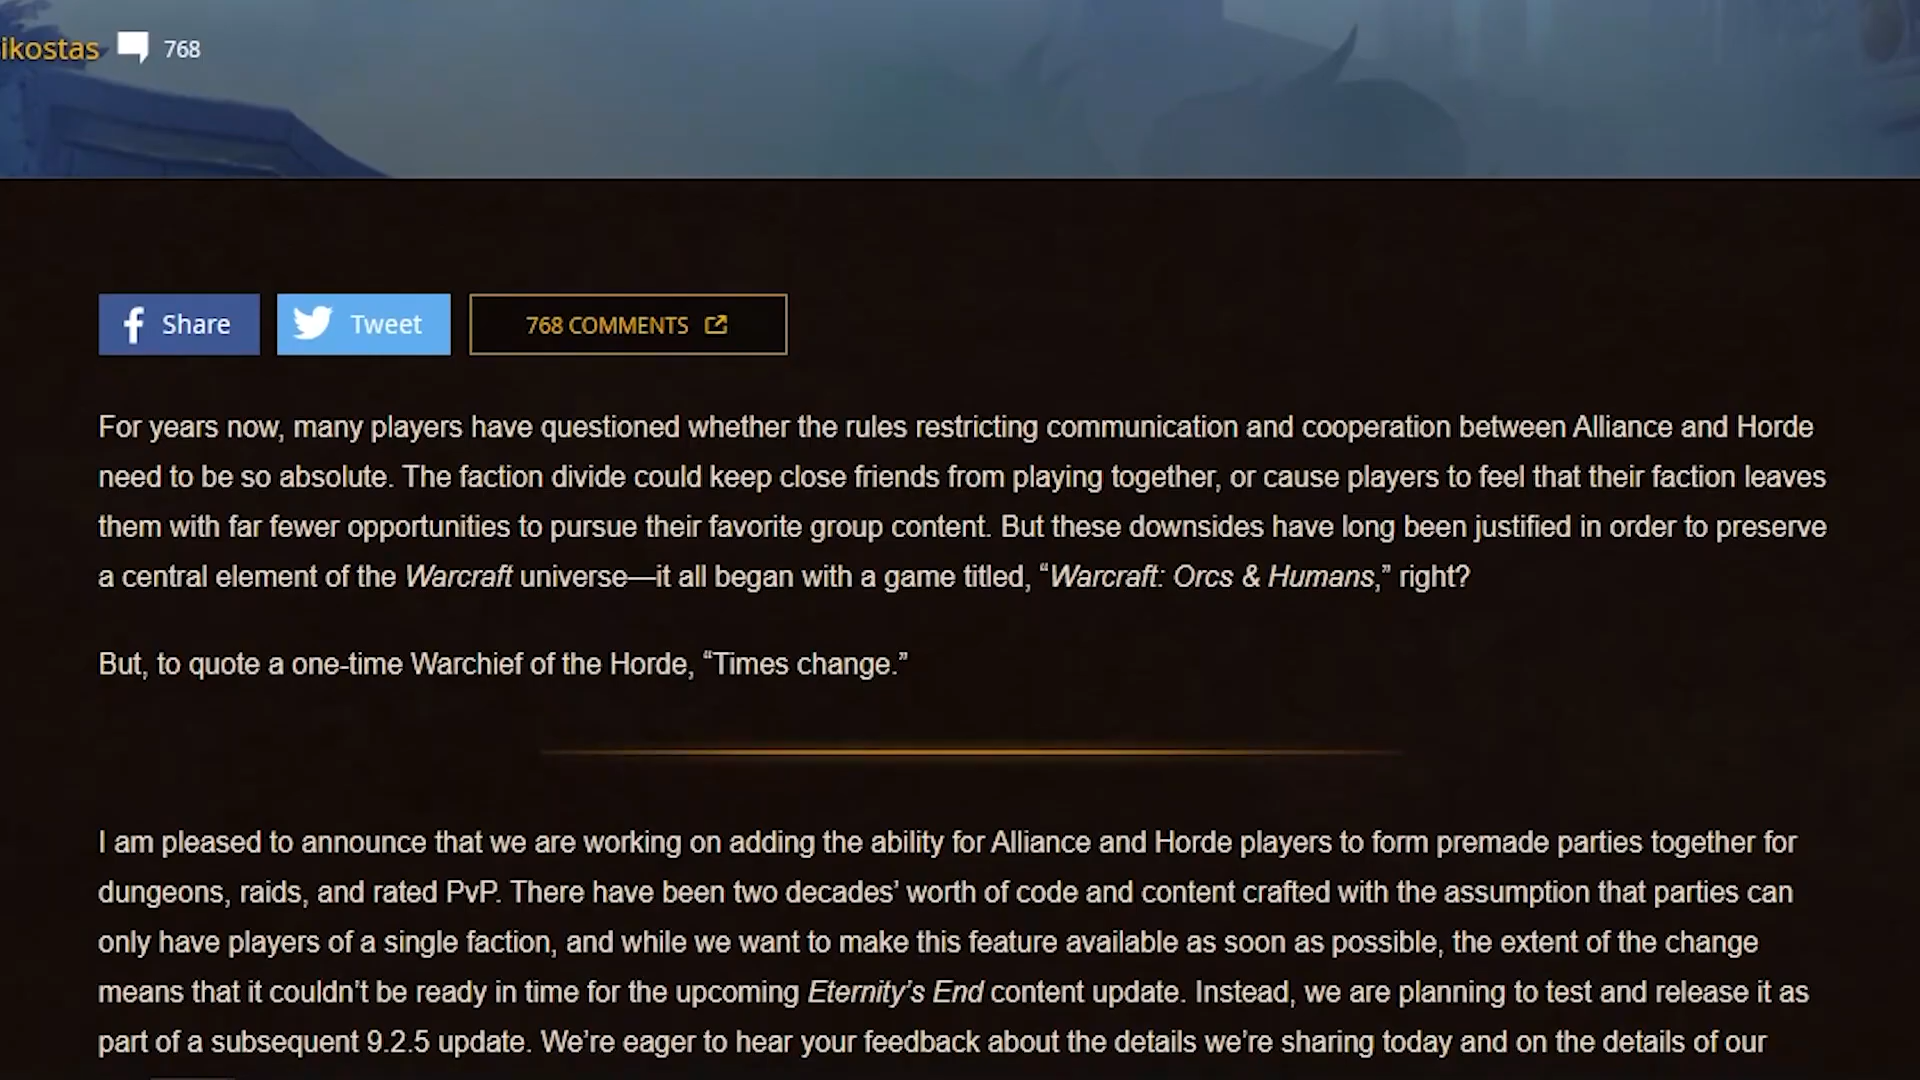 ikostas 768
Share Tweet 768 COMMENTS
For years now, many players have questioned whether the rules restricting communication and cooperation between Alliance and Horde
need to be so absolute. The faction divide could keep close friends from playing together, or cause players to feel that their faction leaves
them with far fewer opportunities to pursue their favorite group content. But these downsides have long been justified in order to preserve
a central element of the Warcraft universe—it all began with a game titled, “Warcraft: Orcs & Humans,” right?
But, to quote a one-time Warchief of the Horde, “Times change.”
I am pleased to announce that we are working on adding the ability for Alliance and Horde players to form premade parties together for
dungeons, raids, and rated PvP. There have been two decades’ worth of code and content crafted with the assumption that parties can
only have players of a single faction, and while we want to make this feature available as soon as possible, the extent of the change
means that it couldn’t be ready in time for the upcoming Eternity’s End content update. Instead, we are planning to test and release it as
part of a subsequent 9.2.5 update. We’re eager to hear your feedback about the details we’re sharing today and on the details of our